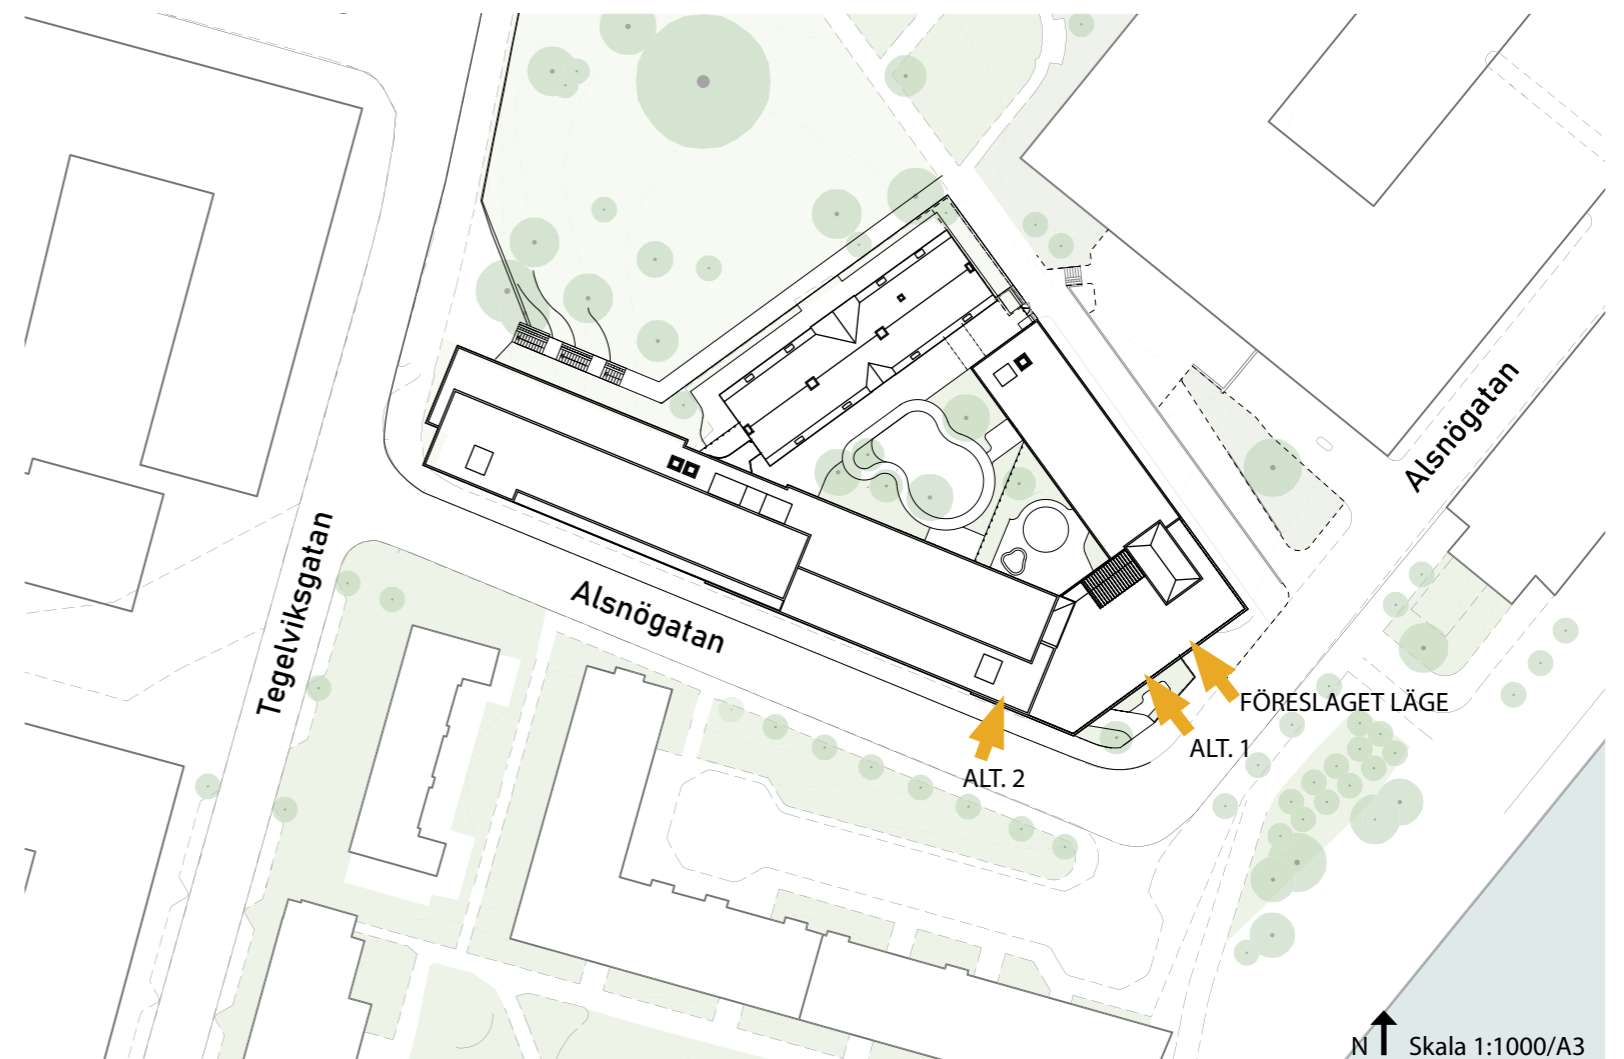 Alsnögatan
Tegelviksgatan
Alsnögatan
FÖRESLAGET LÄGE
ALT. 1
ALT. 2
N Skala 1:1000/A3